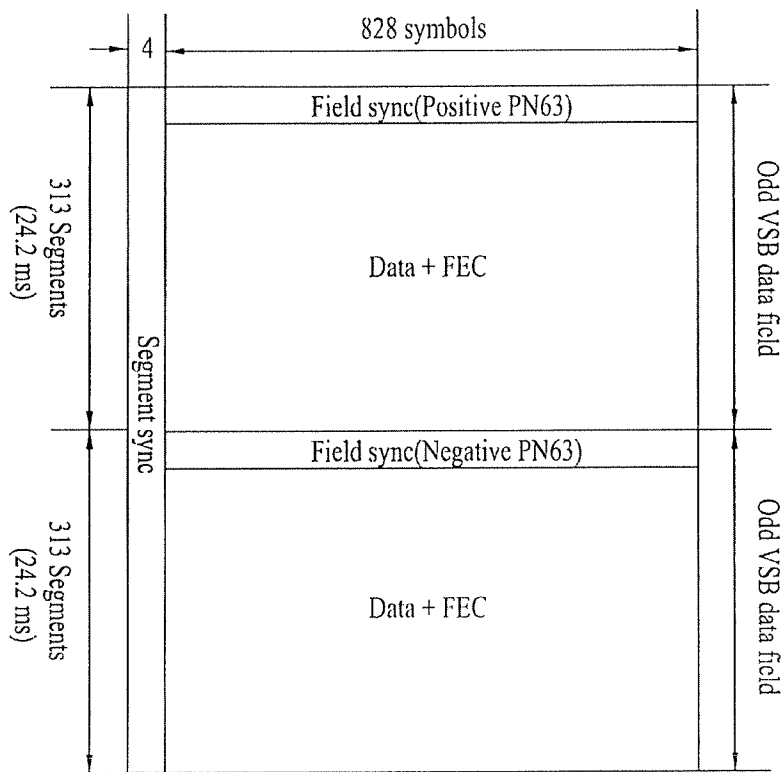 828 symbols
4
Field sync(Positive PN63)
313 Segments
(24.2 ms)
Data + FEC
Odd VSB data field
Segment sync
Field sync(Negative PN63)
313 Segments
(24.2 ms)
Data + FEC
Odd VSB data field